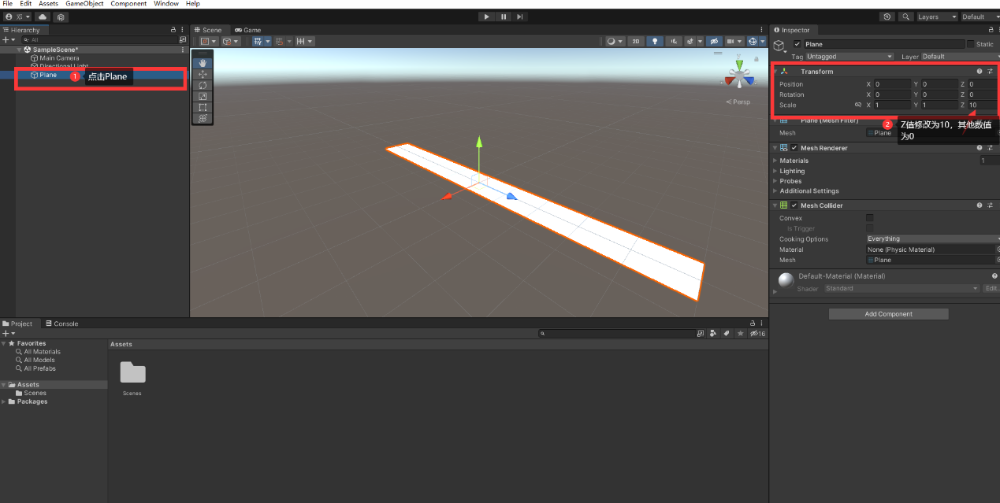 File Edit Assets GameObject Component Window Help
Layers Default
Hierarchy
All
SampleScene*
Main Camera
Directional Light
Plane
1 点击Plane
Scene Game
2D
Persp
Inspector
Plane Static
Tag Untagged Layer Default
Transform
Position X 0 Y 0 Z 0
Rotation X 0 Y 0 Z 0
Scale X 1 Y 1 Z 10
Plane (Mesh Filter)
2 Z值修改为10，其他数值
为0
Mesh Plane
Mesh Renderer
Materials 1
Lighting
Probes
Additional Settings
Mesh Collider
Convex
Is Trigger
Cooking Options Everything
Material None (Physic Material)
Mesh Plane
Default-Material (Material)
Shader Standard Edit..
Add Component
Project Console
16
Favorites
All Materials
All Models
All Prefabs
Assets
Scenes
Packages
Assets
Scenes